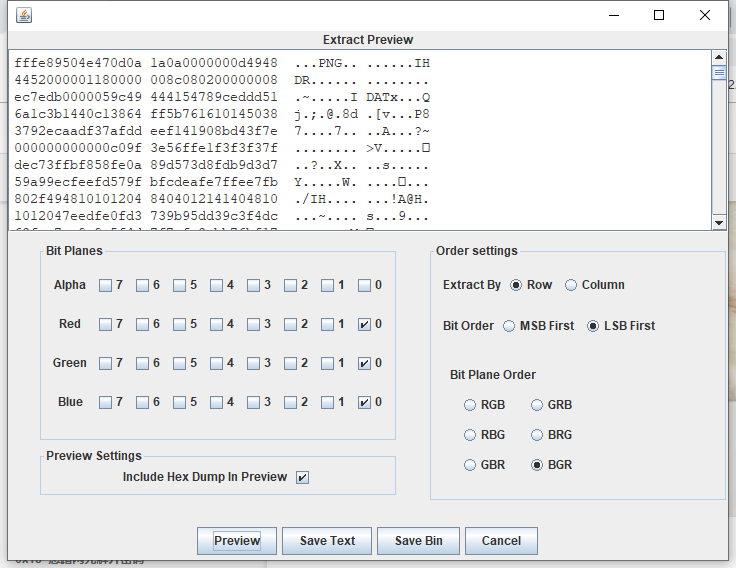 Extract Preview
fffe89504e470d0a 1a0a0000000d4948 ...PNG.. ......IH
4452000001180000 008c080200000008 DR...... ........
ec7edb0000059c49 444154789ceddd51 .~.....I DATx...Q
6a1c3b1440c13864 ff5b761610145038 j.;.@.8d .[v...P8
3792ecaadf37afdd eef141908bd43f7e 7....7.. ..A...?~
000000000000c09f 3e56ffe1f3f3f37f ........ >V.....
dec73ffbf858fe0a 89d573d8fdb9d3d7 ..?..X.. ..s.....
59a99ecfeefd579f bfcdeafe7ffee7fb Y.....W. ........
802f494810101204 8404012141404810 ./IH.... ...!A@H.
1012047eedfe0fd3 739b95dd39c3f4dc ...~.... s...9...
Bit Planes
Alpha 7 6 5 4 3 2 1 0
Red 7 6 5 4 3 2 1 0
Green 7 6 5 4 3 2 1 0
Blue 7 6 5 4 3 2 1 0
Preview Settings
Include Hex Dump In Preview
Order settings
Extract By Row Column
Bit Order MSB First LSB First
Bit Plane Order
RGB GRB
RBG BRG
GBR BGR
Preview Save Text Save Bin Cancel